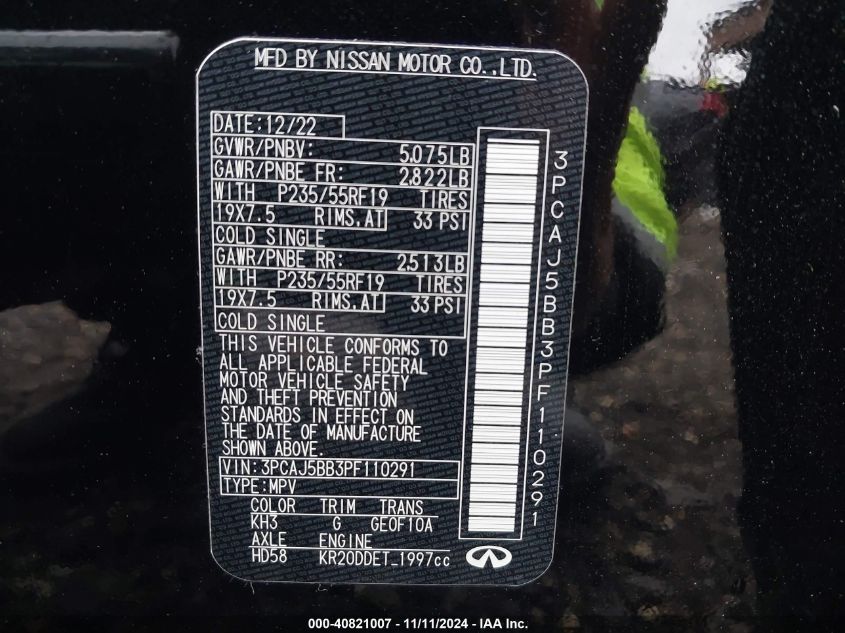 MFD BY NISSAN MOTOR CO.,LTD.
DATE:12/22
GVWR/PNBV: 5,075LB
GAWR/PNBE FR: 2,822LB
WITH P235/55RF19 TIRES
19X7.5 RIMS.AT 33 PSI
COLD SINGLE
GAWR/PNBE RR: 2,513LB
WITH P235/55RF19 TIRES
19X7.5 RIMS.AT 33 PSI
COLD SINGLE
THIS VEHICLE CONFORMS TO
ALL APPLICABLE FEDERAL
MOTOR VEHICLE SAFETY
AND THEFT PREVENTION
STANDARDS IN EFFECT ON
THE DATE OF MANUFACTURE
SHOWN ABOVE.
VIN:3PCAJ5BB3PF110291
TYPE:MPV
COLOR TRIM TRANS
KH3 G GE0F10A
AXLE ENGINE
HD58 KR20DDET_1997cc
3PCAJ5BB3PF110291
000-40821007 - 11/11/2024 - IAA Inc.